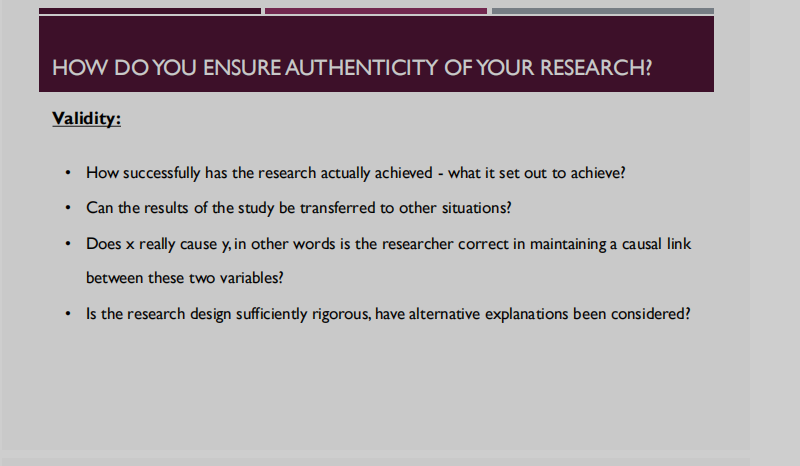 HOW DO YOU ENSURE AUTHENTICITY OF YOUR RESEARCH?
Validity:
• How successfully has the research actually achieved - what it set out to achieve?
• Can the results of the study be transferred to other situations?
• Does x really cause y, in other words is the researcher correct in maintaining a causal link
between these two variables?
• Is the research design sufficiently rigorous, have alternative explanations been considered?